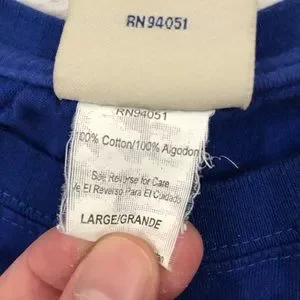 RN94051
RN94051
100% Cotton/100% Algodon
See Reverse for Care
Ve El Reverso Para El Cuidado
LARGE/GRANDE